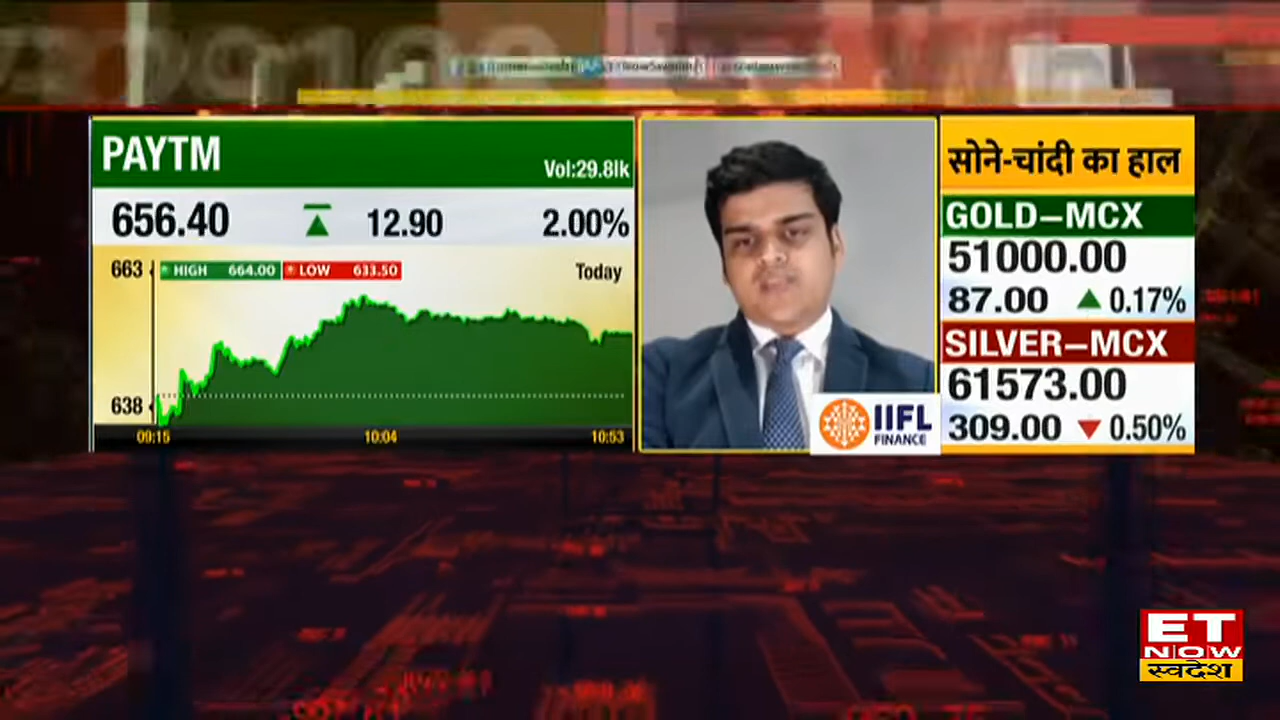 PAYTM
Vol:29.8lk
656.40 12.90 2.00%
663
HIGH 664.00 LOW 633.50
Today
638
09:15 10:04 10:53
IIFL
FINANCE
सोने-चांदी का हाल
GOLD–MCX
51000.00
87.00 0.17%
SILVER–MCX
61573.00
309.00 0.50%
ET
NOW
स्वदेश